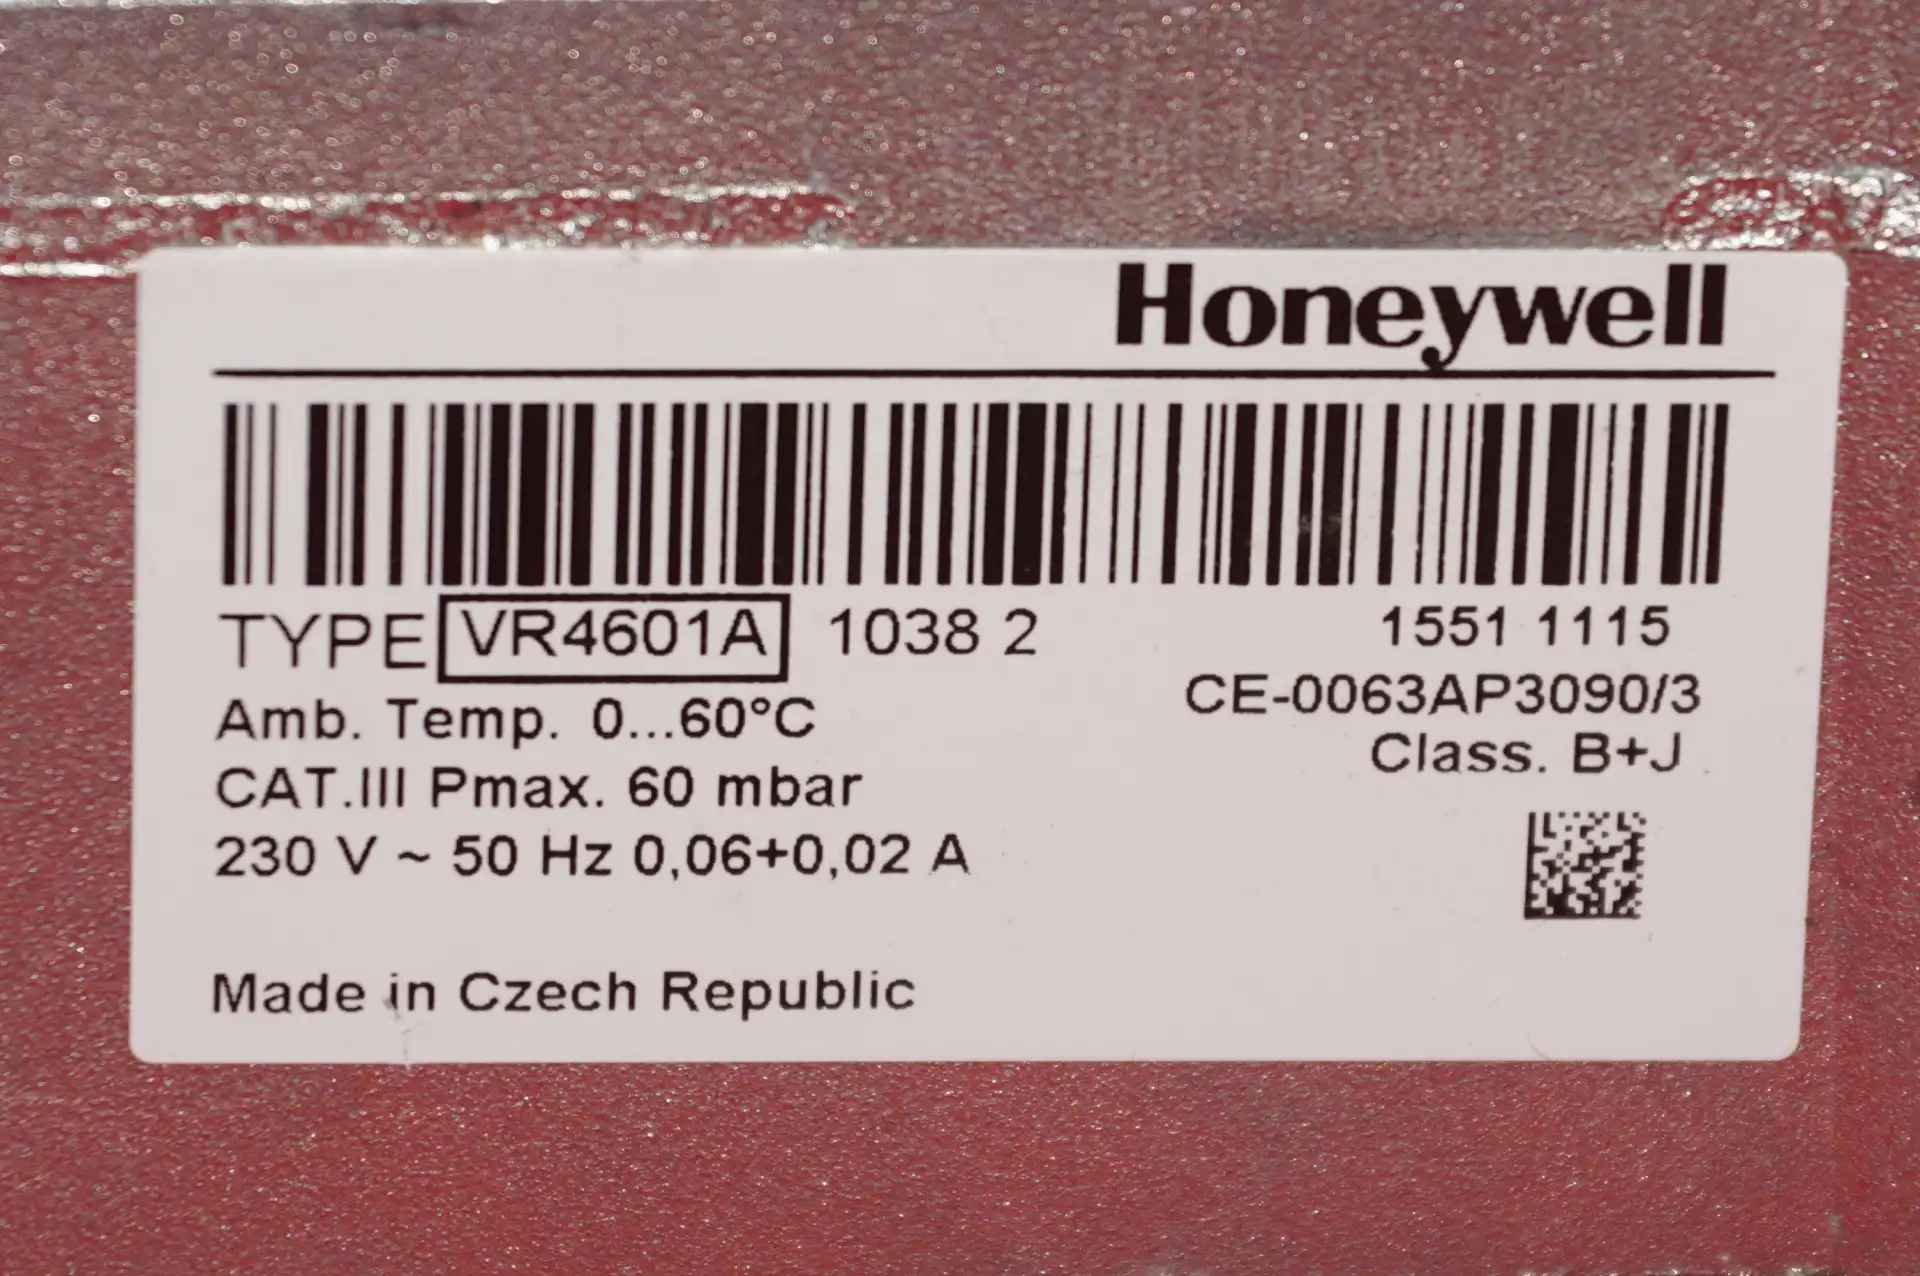 Honeywell
TYPE VR4601A 1038 2
1551 1115
CE-0063AP3090/3
Amb. Temp. 0...60°C
Class. B+J
CAT.III Pmax. 60 mbar
230 V ~ 50 Hz 0,06+0,02 A
Made in Czech Republic